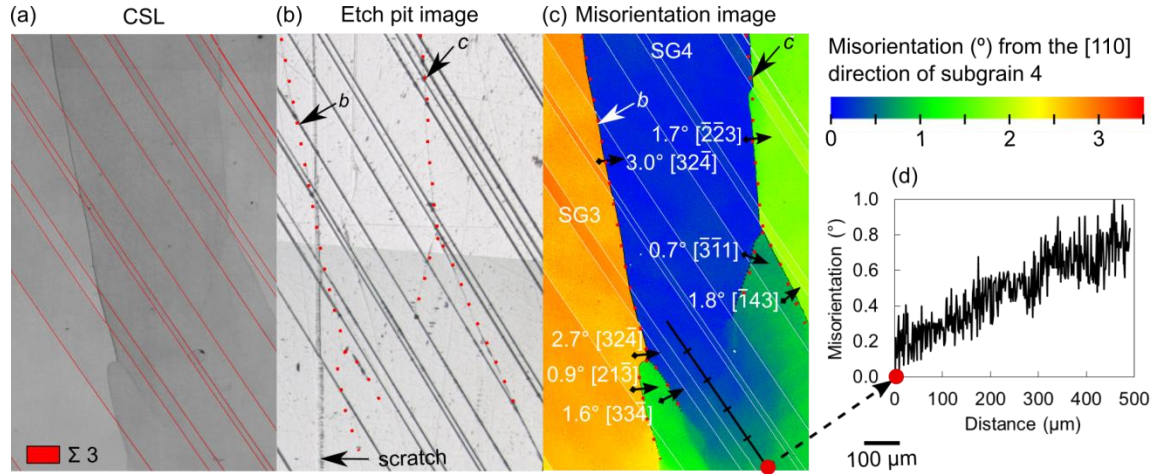 (a) CSL
(b) Etch pit image
(c) Misorientation image
Σ 3
b
c
scratch
SG4
c
b
1.7° [2̅2̅3]
3.0° [324̅]
SG3
0.7° [3̅1̅1]
1.8° [1̅43]
2.7° [324̅]
0.9° [213̅]
1.6° [334̅]
Misorientation (º) from the [110]
direction of subgrain 4
0 1 2 3
(d)
Misorientation (°)
1.0
0.8
0.6
0.4
0.2
0.0
0 100 200 300 400 500
Distance (µm)
100 µm